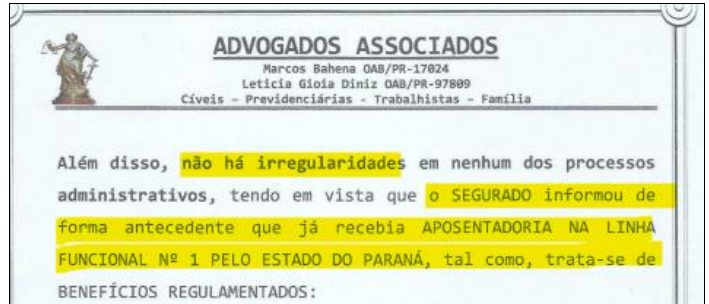 ADVOGADOS ASSOCIADOS
Marcos Bahena OAB/PR-17024
Leticia Gioia Diniz OAB/PR-97809
Cíveis – Previdenciárias - Trabalhistas – Família
Além disso, não há irregularidades em nenhum dos processos
administrativos, tendo em vista que o SEGURADO informou de
forma antecedente que já recebia APOSENTADORIA NA LINHA
FUNCIONAL Nº 1 PELO ESTADO DO PARANÁ, tal como, trata-se de
BENEFÍCIOS REGULAMENTADOS: